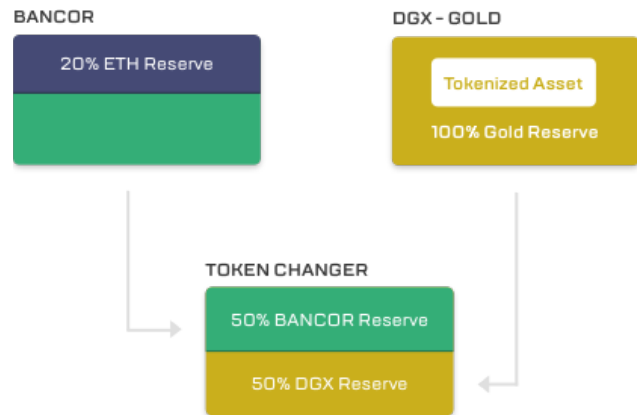 BANCOR
20% ETH Reserve
DGX - GOLD
Tokenized Asset
100% Gold Reserve
TOKEN CHANGER
50% BANCOR Reserve
50% DGX Reserve